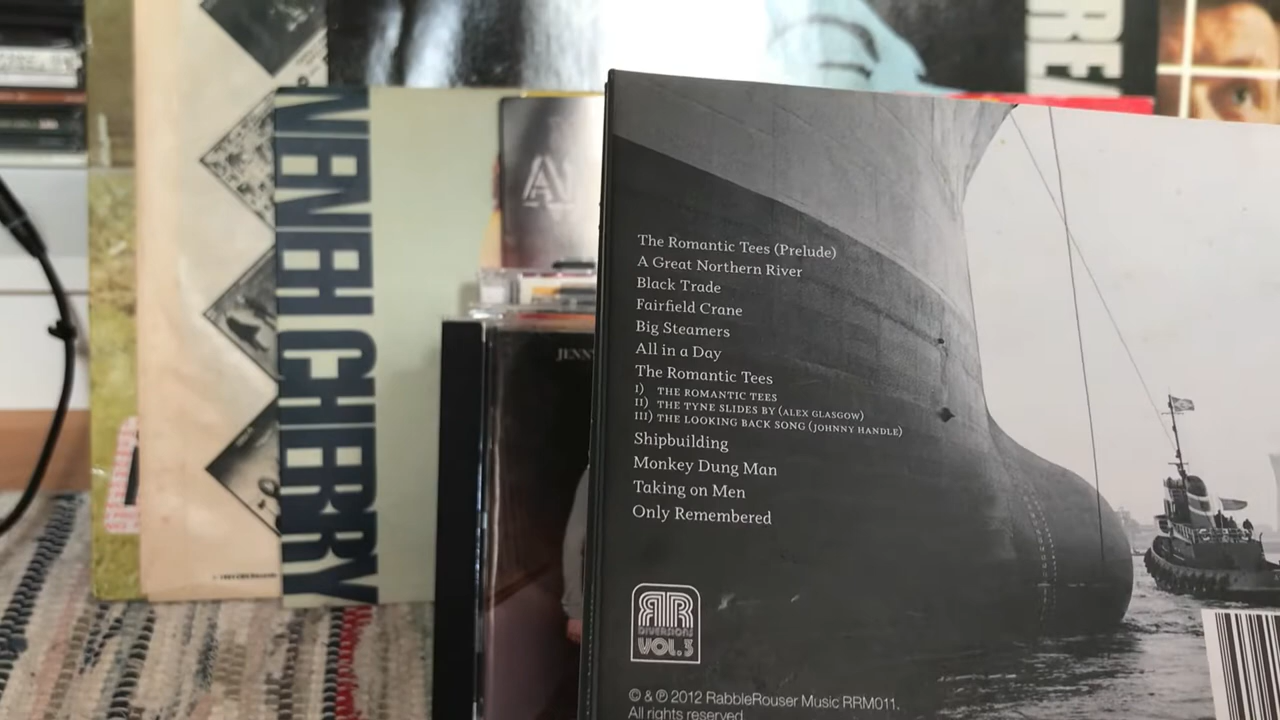 NENEH CHERRY
JENN
The Romantic Tees (Prelude)
A Great Northern River
Black Trade
Fairfield Crane
Big Steamers
All in a Day
The Romantic Tees
I) THE ROMANTIC TEES
II) THE TYNE SLIDES BY (ALEX GLASGOW)
III) THE LOOKING BACK SONG (JOHNNY HANDLE)
Shipbuilding
Monkey Dung Man
Taking on Men
Only Remembered
RR
DIVERSIONS
VOL.3
© & ℗ 2012 RabbleRouser Music RRM011.
All rights reserved